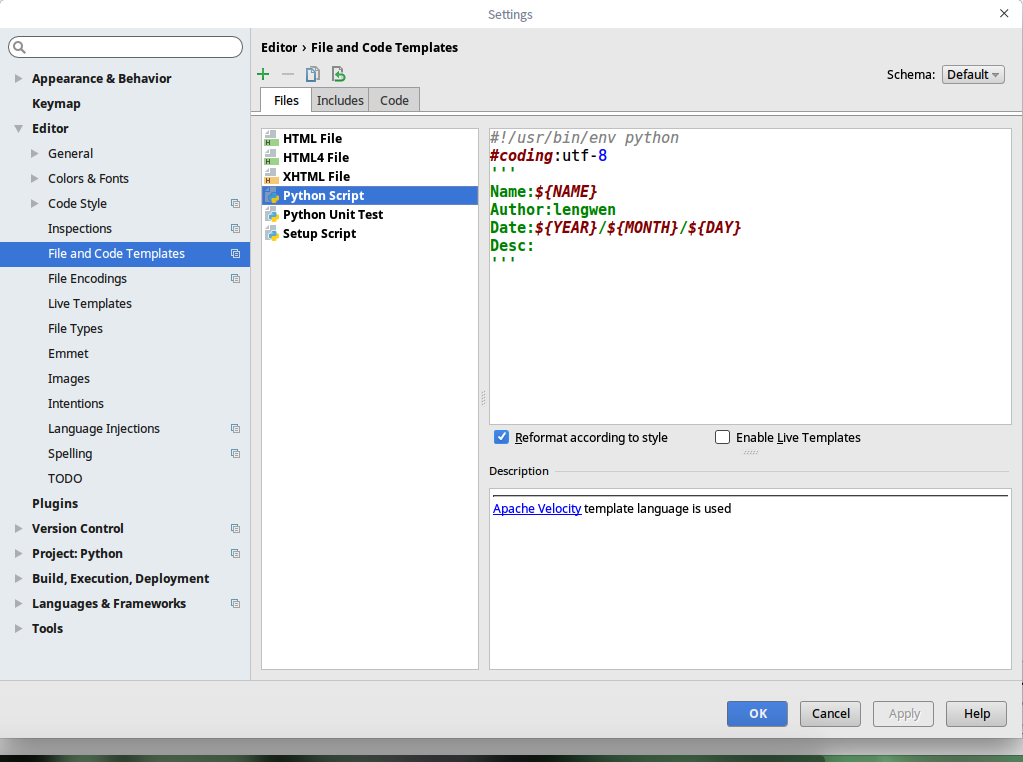 Settings
Editor › File and Code Templates
Schema: Default
Files Includes Code
Appearance & Behavior
Keymap
Editor
General
Colors & Fonts
Code Style
Inspections
File and Code Templates
File Encodings
Live Templates
File Types
Emmet
Images
Intentions
Language Injections
Spelling
TODO
Plugins
Version Control
Project: Python
Build, Execution, Deployment
Languages & Frameworks
Tools
HTML File
HTML4 File
XHTML File
Python Script
Python Unit Test
Setup Script
#!/usr/bin/env python
#coding:utf-8
'''
Name:${NAME}
Author:lengwen
Date:${YEAR}/${MONTH}/${DAY}
Desc:
'''
Reformat according to style Enable Live Templates
Description
Apache Velocity template language is used
OK Cancel Apply Help